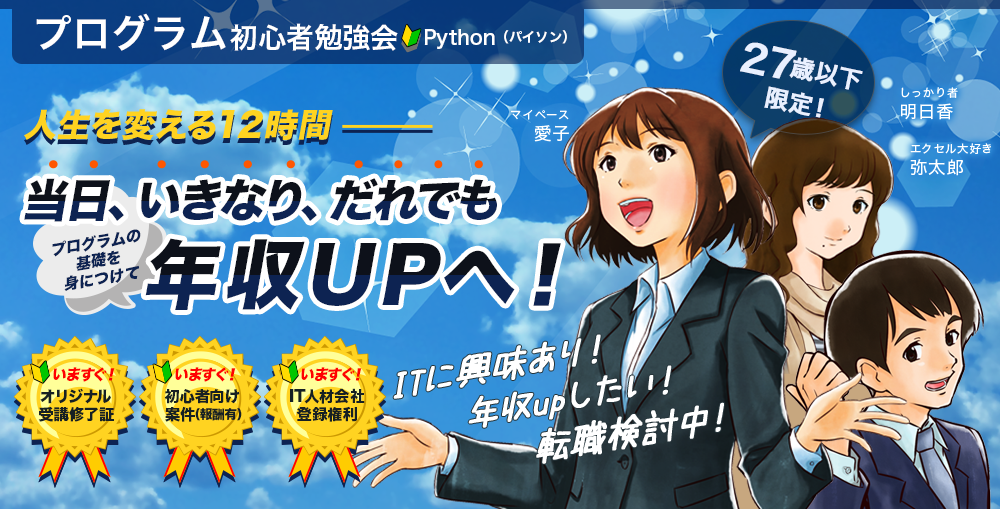 プログラム初心者勉強会 Python（パイソン）
27歳以下
限定！
しっかり者
明日香
マイペース
愛子
エクセル大好き
弥太郎
人生を変える12時間
当日、いきなり、だれでも
プログラムの
基礎を
身につけて
年収UPへ！
いますぐ！
オリジナル
受講修了証
いますぐ！
初心者向け
案件(報酬有)
いますぐ！
IT人材会社
登録権利
ITに興味あり！
年収upしたい！
転職検討中！